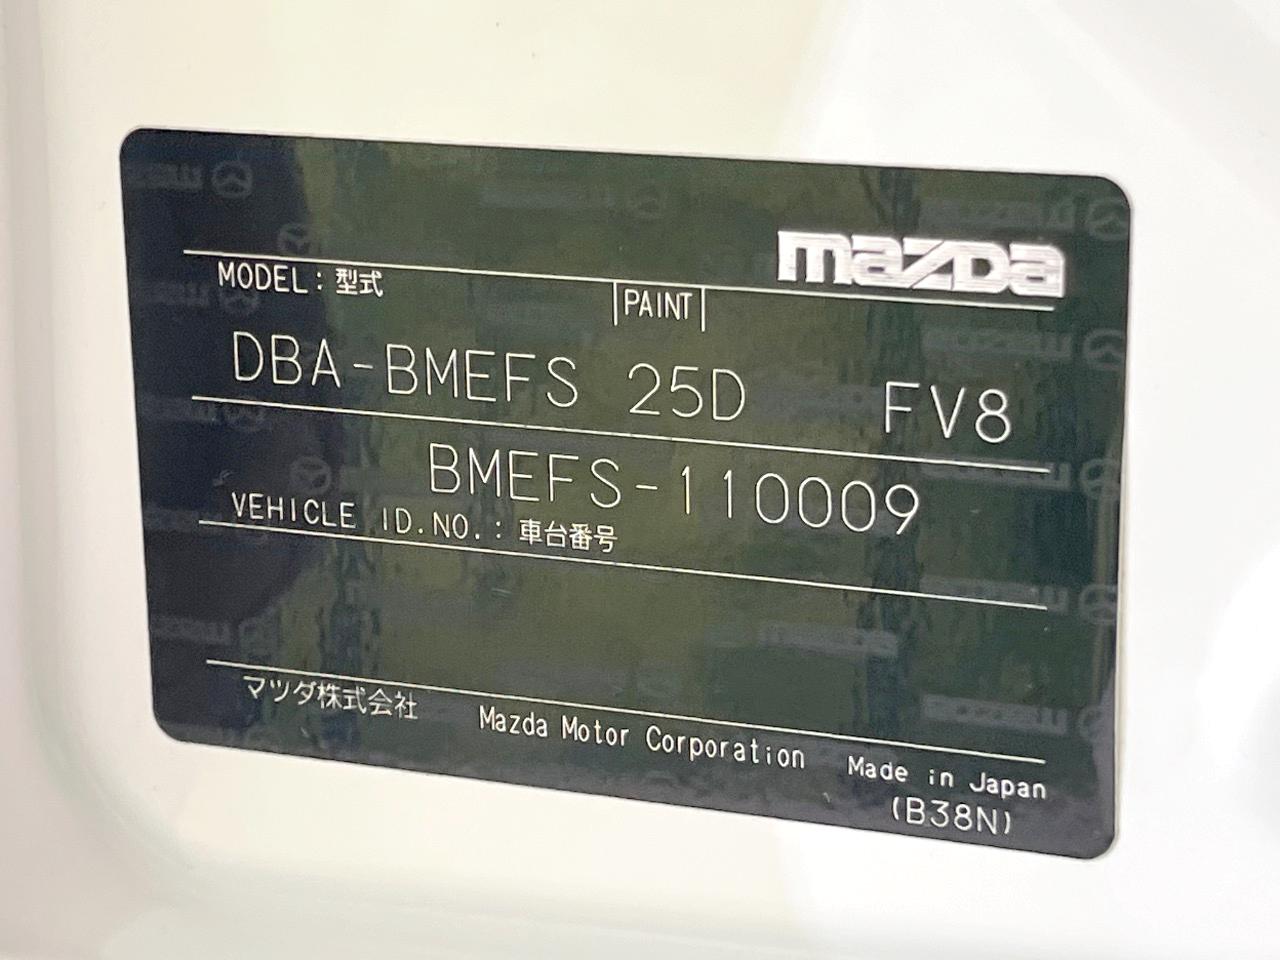 mazda
MODEL : 型式
PAINT
DBA-BMEFS 25D FV8
BMEFS-110009
VEHICLE ID.NO. : 車台番号
マツダ株式会社 Mazda Motor Corporation Made in Japan
(B38N)